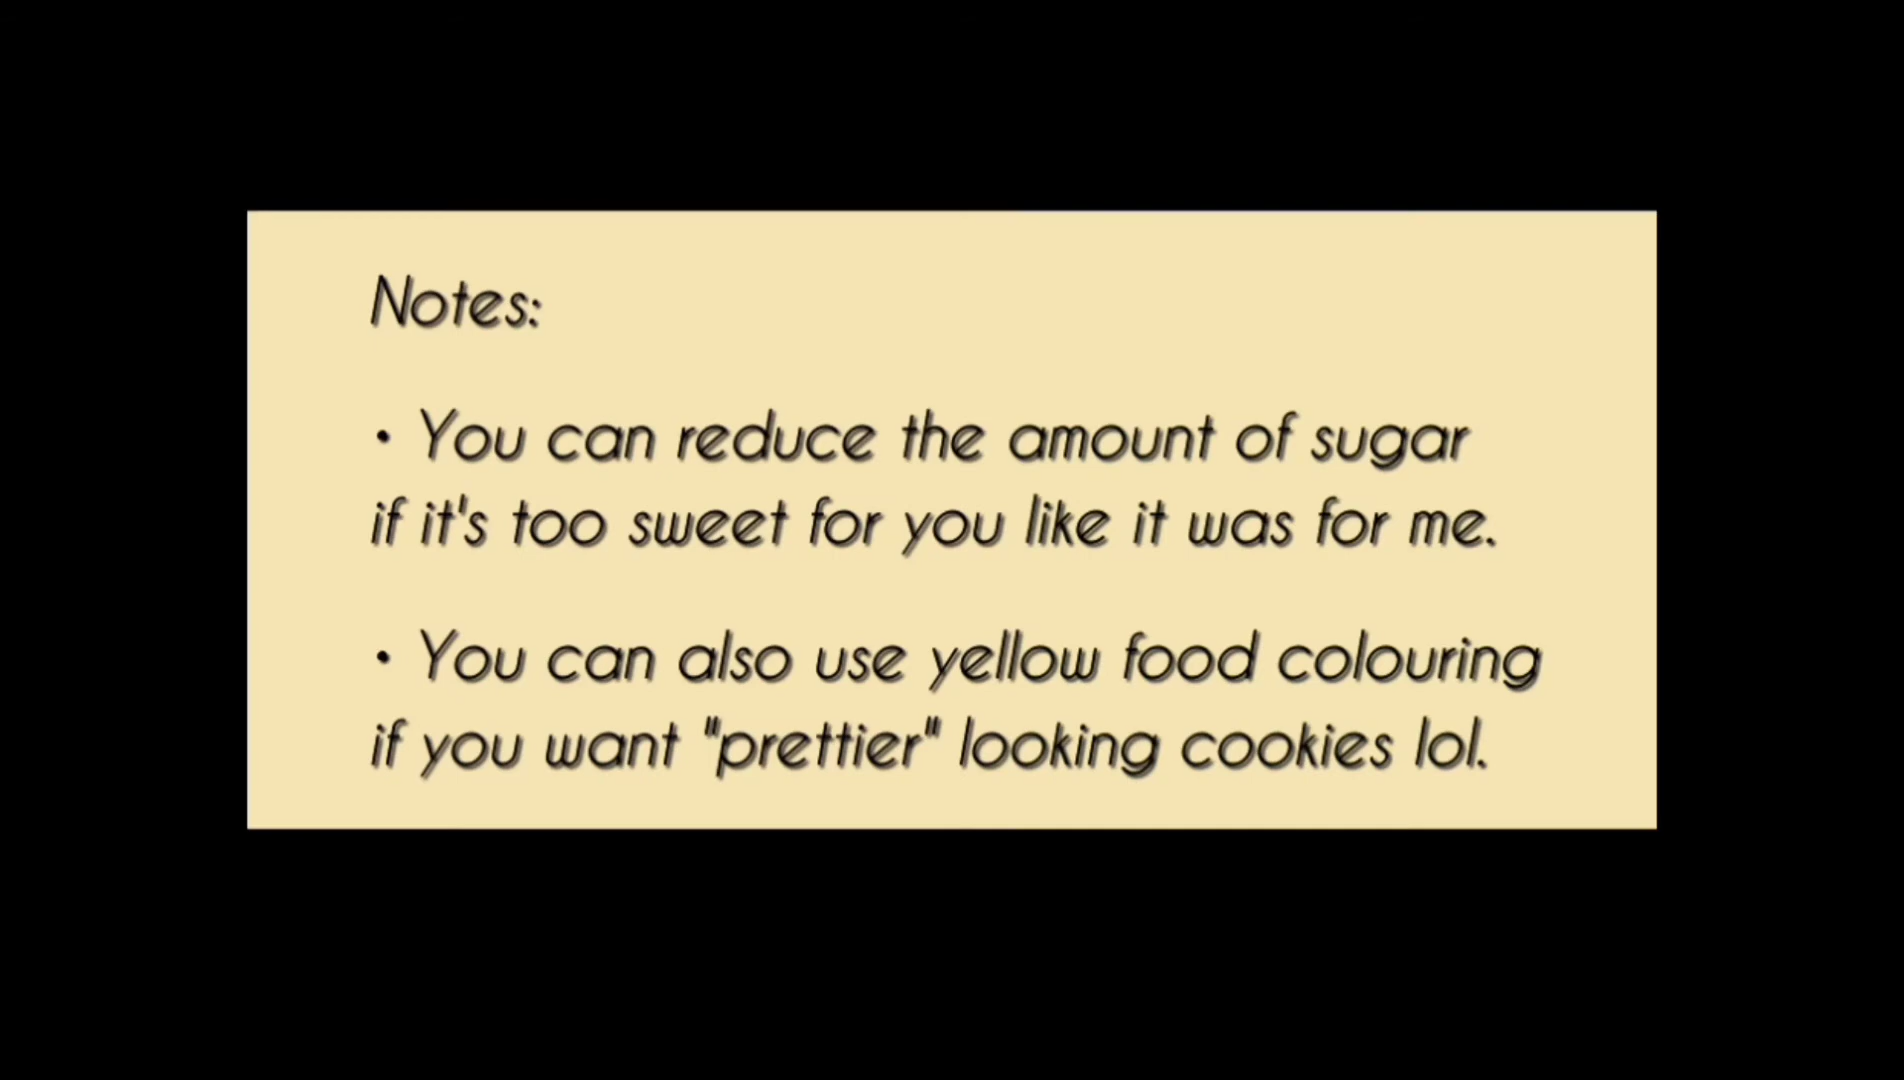 Notes:
• You can reduce the amount of sugar
if it's too sweet for you like it was for me.
• You can also use yellow food colouring
if you want "prettier" looking cookies lol.